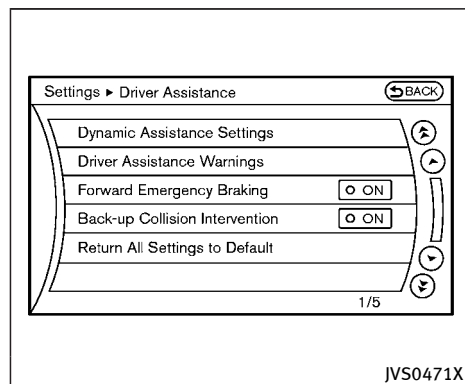 Settings ▸ Driver Assistance BACK
Dynamic Assistance Settings
Driver Assistance Warnings
Forward Emergency Braking ON
Back-up Collision Intervention ON
Return All Settings to Default
1/5
JVS0471X